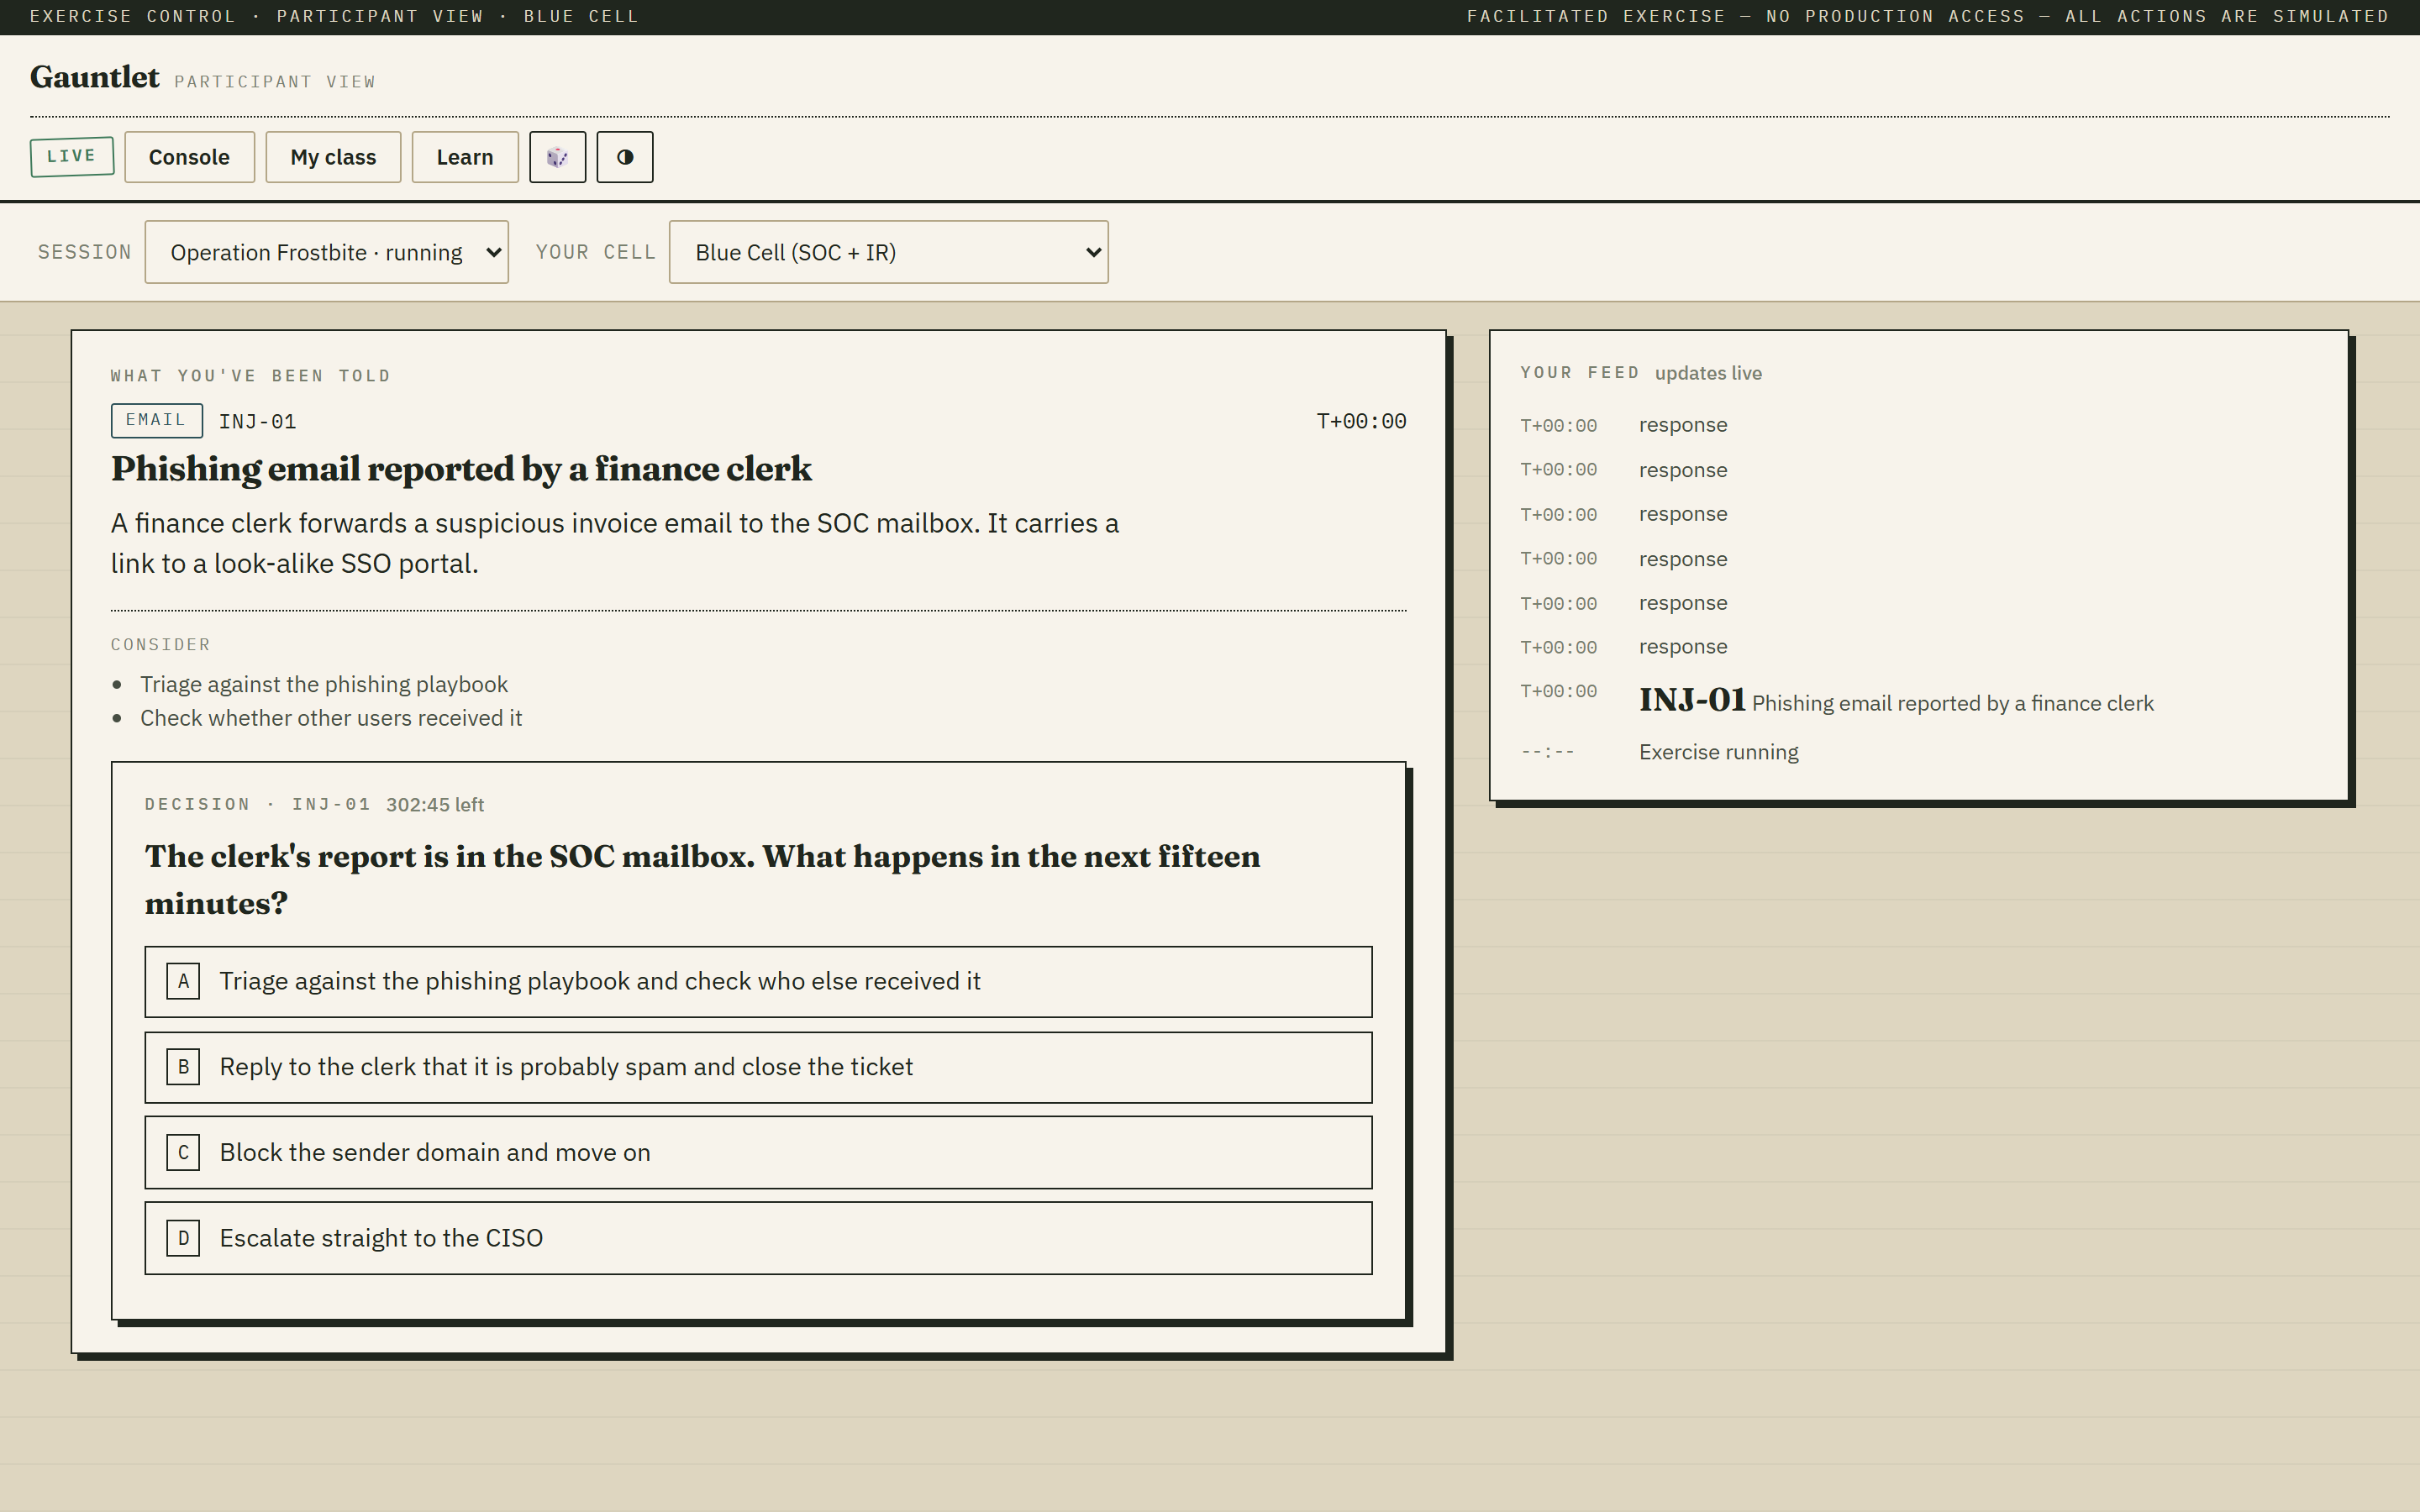 EXERCISE CONTROL · PARTICIPANT VIEW · BLUE CELL
FACILITATED EXERCISE — NO PRODUCTION ACCESS — ALL ACTIONS ARE SIMULATED
Gauntlet PARTICIPANT VIEW
LIVE Console My class Learn
SESSION Operation Frostbite · running YOUR CELL Blue Cell (SOC + IR)
WHAT YOU'VE BEEN TOLD
EMAIL INJ-01 T+00:00
Phishing email reported by a finance clerk
A finance clerk forwards a suspicious invoice email to the SOC mailbox. It carries a
link to a look-alike SSO portal.
CONSIDER
Triage against the phishing playbook
Check whether other users received it
DECISION · INJ-01 302:45 left
The clerk's report is in the SOC mailbox. What happens in the next fifteen
minutes?
A Triage against the phishing playbook and check who else received it
B Reply to the clerk that it is probably spam and close the ticket
C Block the sender domain and move on
D Escalate straight to the CISO
YOUR FEED updates live
T+00:00 response
T+00:00 response
T+00:00 response
T+00:00 response
T+00:00 response
T+00:00 response
T+00:00 INJ-01 Phishing email reported by a finance clerk
--:-- Exercise running